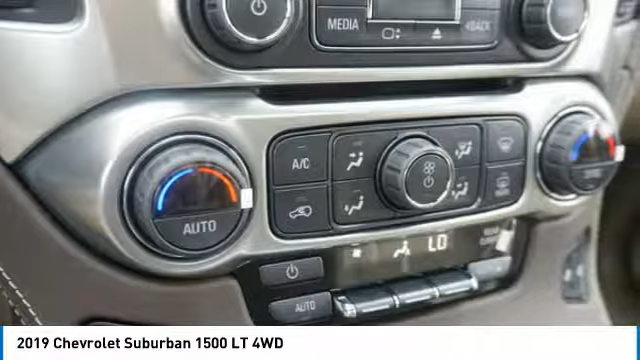 MEDIA
BACK
A/C
AUTO
LO
AUTO
2019 Chevrolet Suburban 1500 LT 4WD